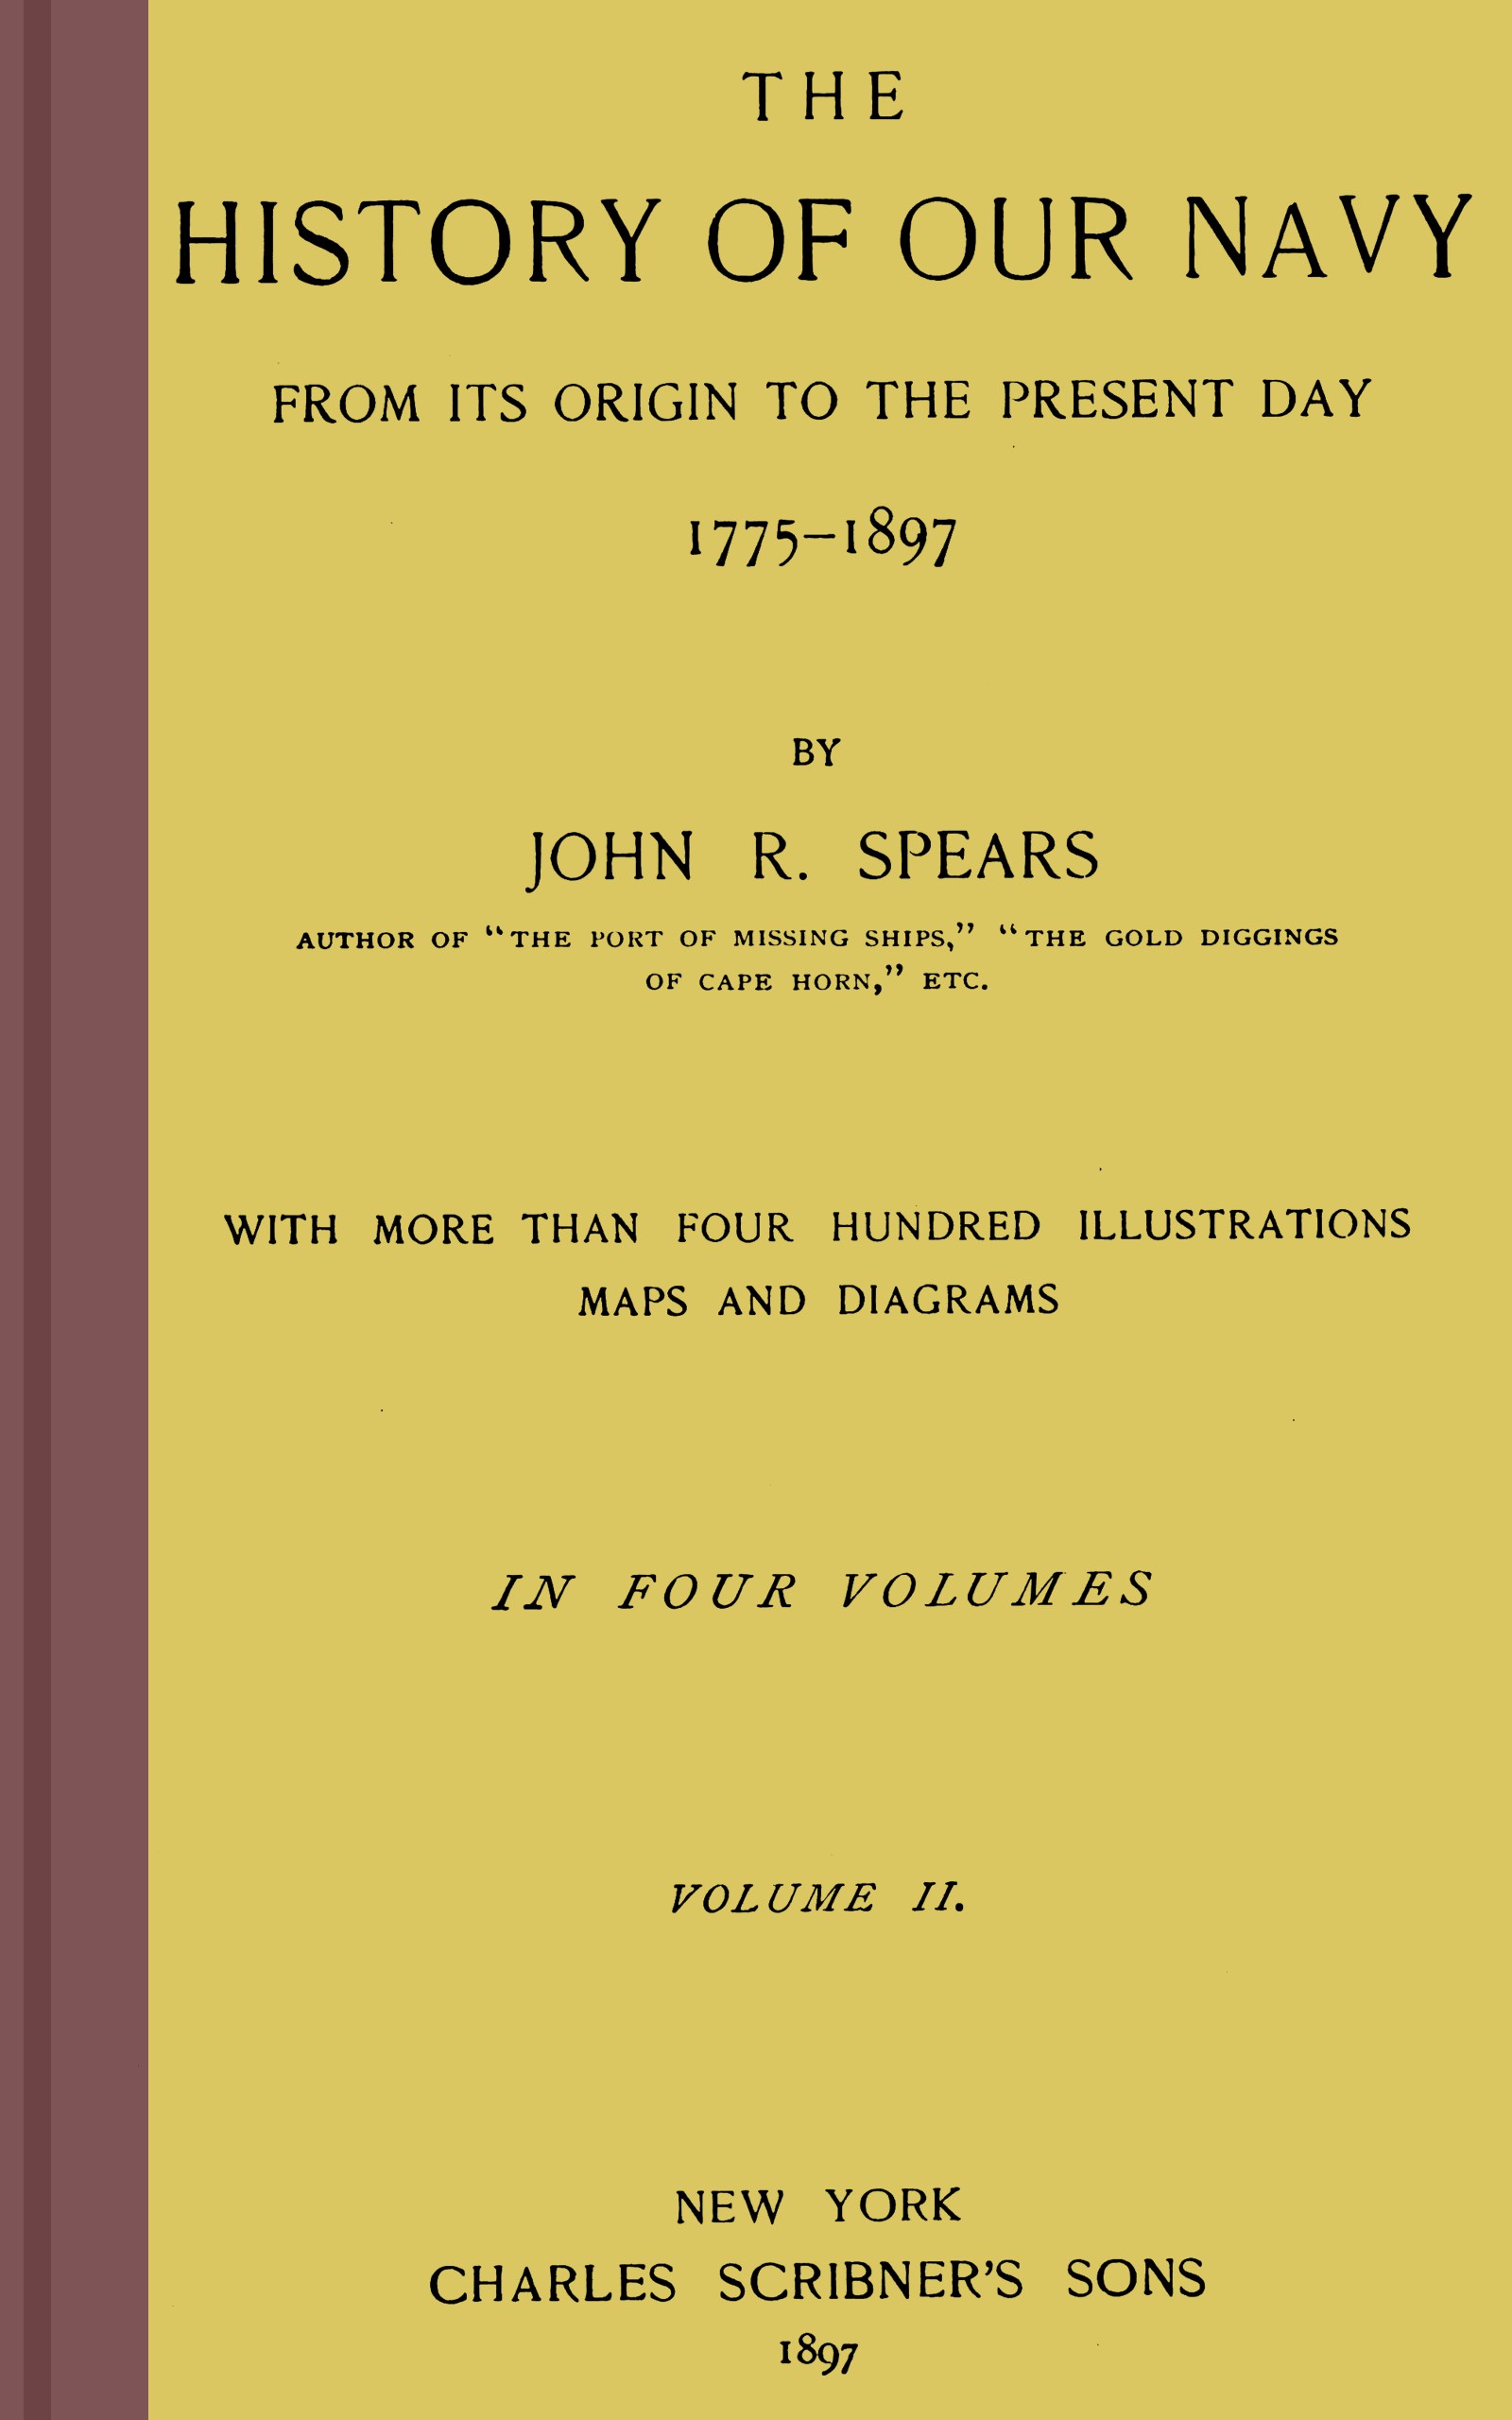 THE
HISTORY OF OUR NAVY
FROM ITS ORIGIN TO THE PRESENT DAY
1775–1897
BY
JOHN R. SPEARS
AUTHOR OF “THE PORT OF MISSING SHIPS,” “THE GOLD DIGGINGS
OF CAPE HORN,” ETC.
WITH MORE THAN FOUR HUNDRED ILLUSTRATIONS
MAPS AND DIAGRAMS
IN FOUR VOLUMES
VOLUME II.
NEW YORK
CHARLES SCRIBNER’S SONS
1897